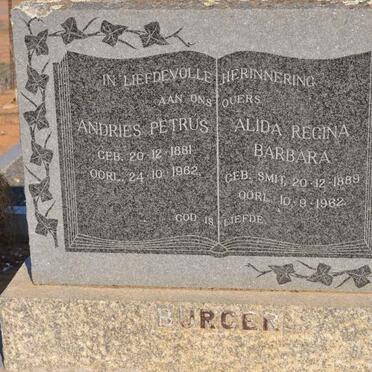 IN LIEFDEVOLLE HERINNERING
AAN ONS OUERS
ANDRIES PETRUS
GEB. 20-12-1881
OORL. 24-10-1962.
ALIDA REGINA
BARBARA
GEB. SMIT, 20-12-1889
OORL. 10-9-1962.
GOD IS LIEFDE
BURGER